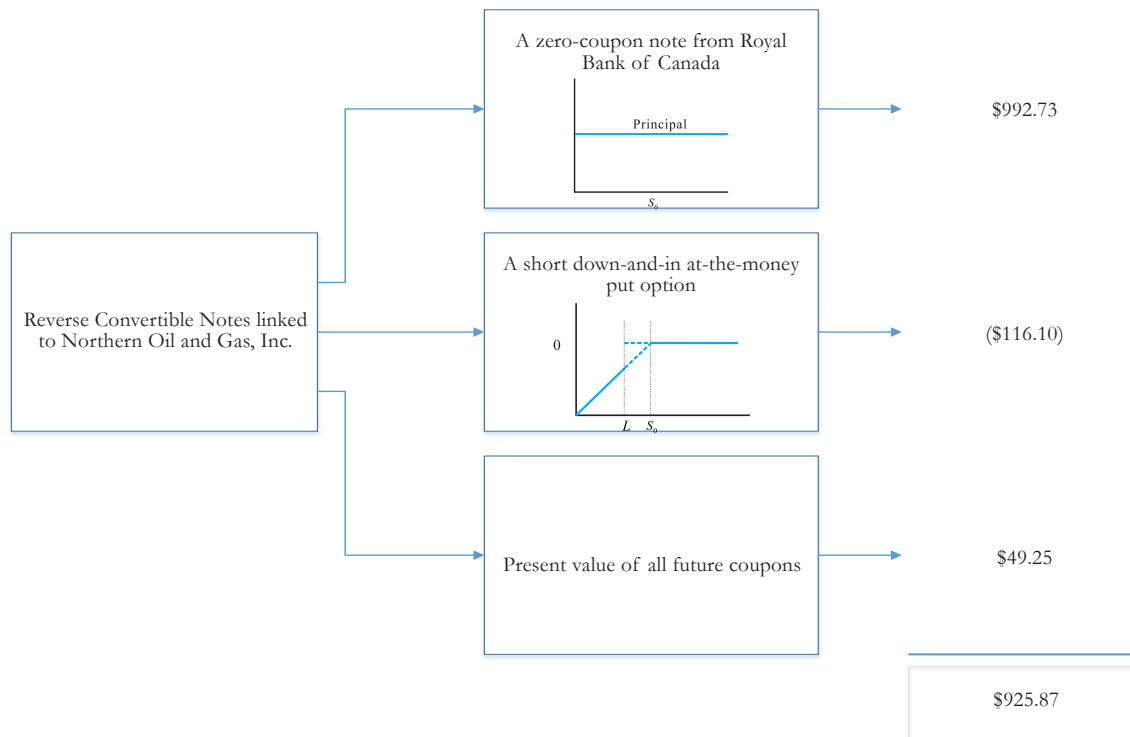 A zero-coupon note from Royal
Bank of Canada
Principal
S₀
$992.73
Reverse Convertible Notes linked
to Northern Oil and Gas, Inc.
A short down-and-in at-the-money
put option
0
L S₀
($116.10)
Present value of all future coupons
$49.25
$925.87